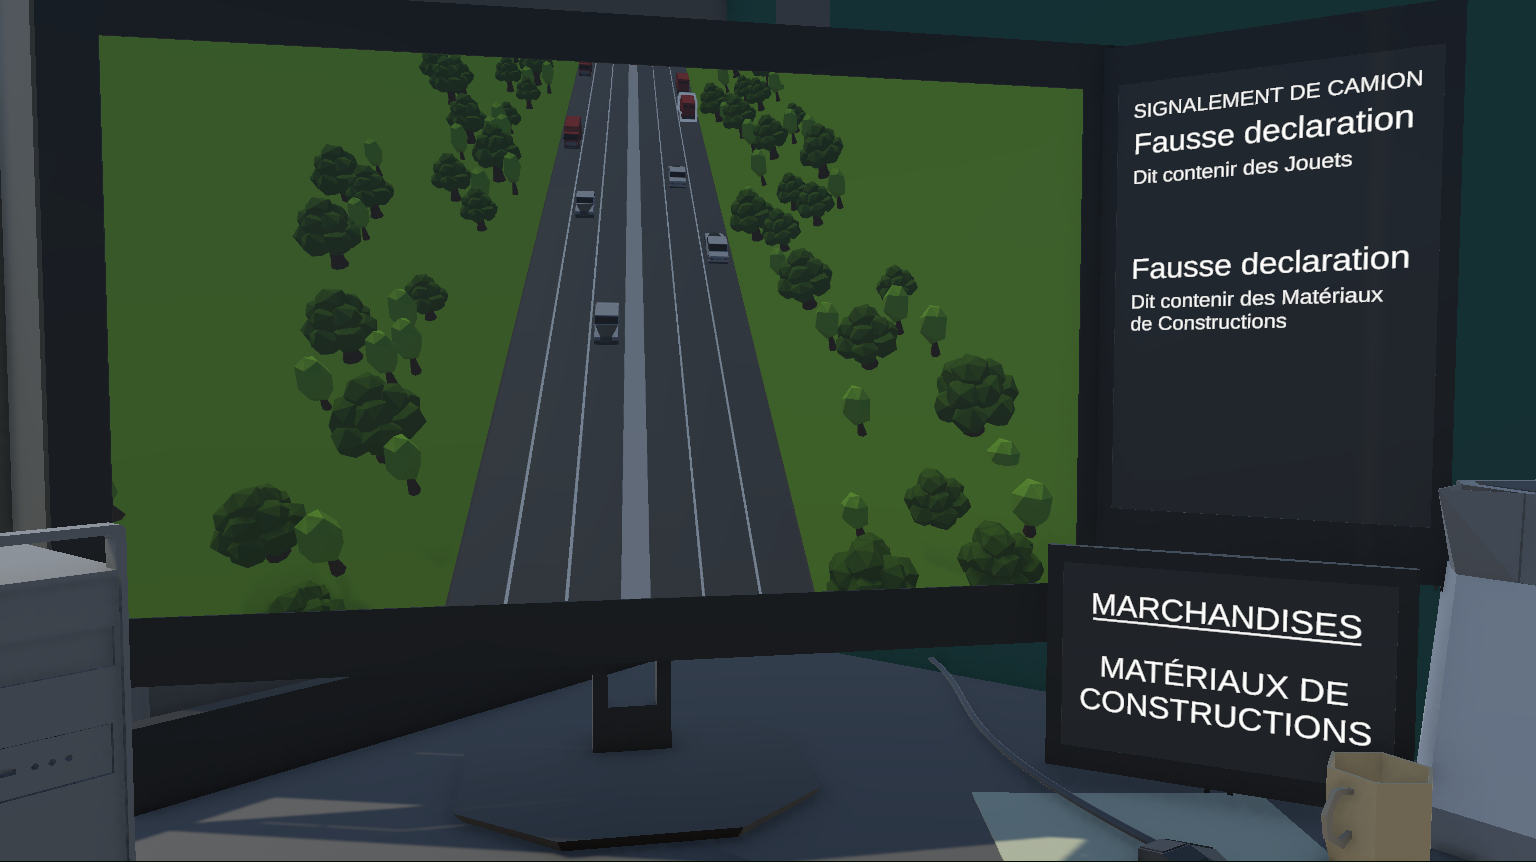 SIGNALEMENT DE CAMION
Fausse declaration
Dit contenir des Jouets
Fausse declaration
Dit contenir des Matériaux
de Constructions
MARCHANDISES
MATÉRIAUX DE
CONSTRUCTIONS